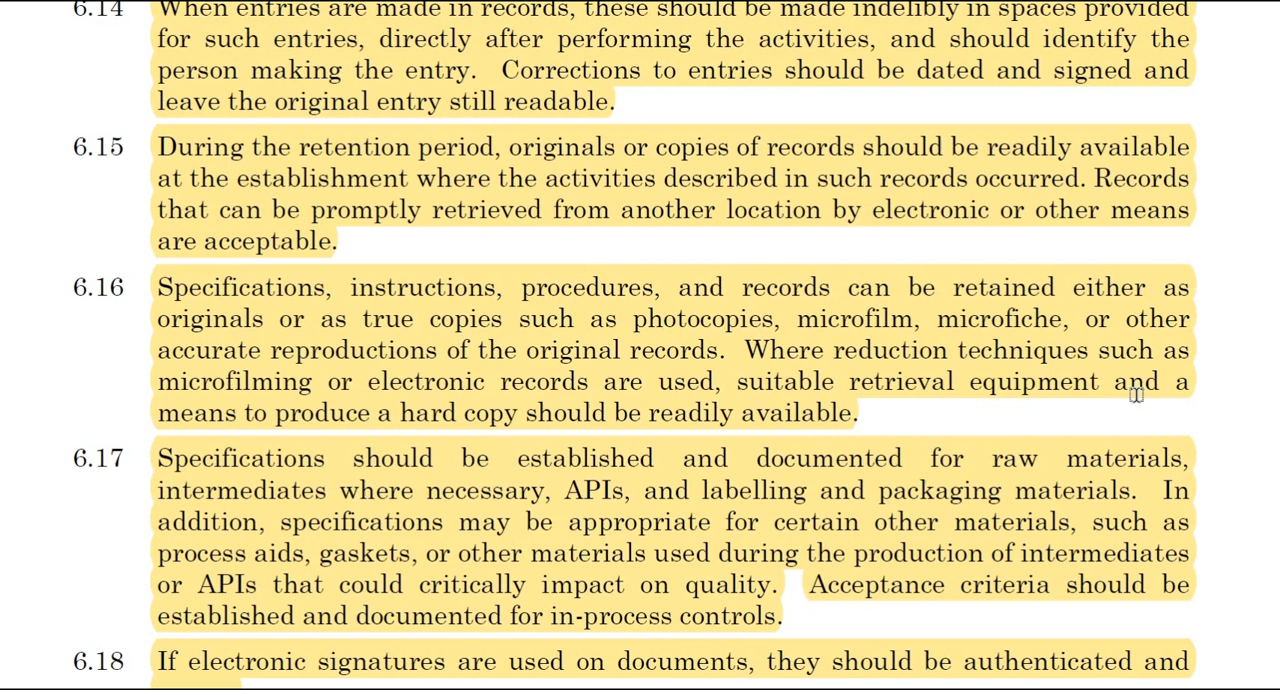 6.14 When entries are made in records, these should be made indelibly in spaces provided
for such entries, directly after performing the activities, and should identify the
person making the entry. Corrections to entries should be dated and signed and
leave the original entry still readable.
6.15 During the retention period, originals or copies of records should be readily available
at the establishment where the activities described in such records occurred. Records
that can be promptly retrieved from another location by electronic or other means
are acceptable.
6.16 Specifications, instructions, procedures, and records can be retained either as
originals or as true copies such as photocopies, microfilm, microfiche, or other
accurate reproductions of the original records. Where reduction techniques such as
microfilming or electronic records are used, suitable retrieval equipment and a
means to produce a hard copy should be readily available.
6.17 Specifications should be established and documented for raw materials,
intermediates where necessary, APIs, and labelling and packaging materials. In
addition, specifications may be appropriate for certain other materials, such as
process aids, gaskets, or other materials used during the production of intermediates
or APIs that could critically impact on quality. Acceptance criteria should be
established and documented for in-process controls.
6.18 If electronic signatures are used on documents, they should be authenticated and